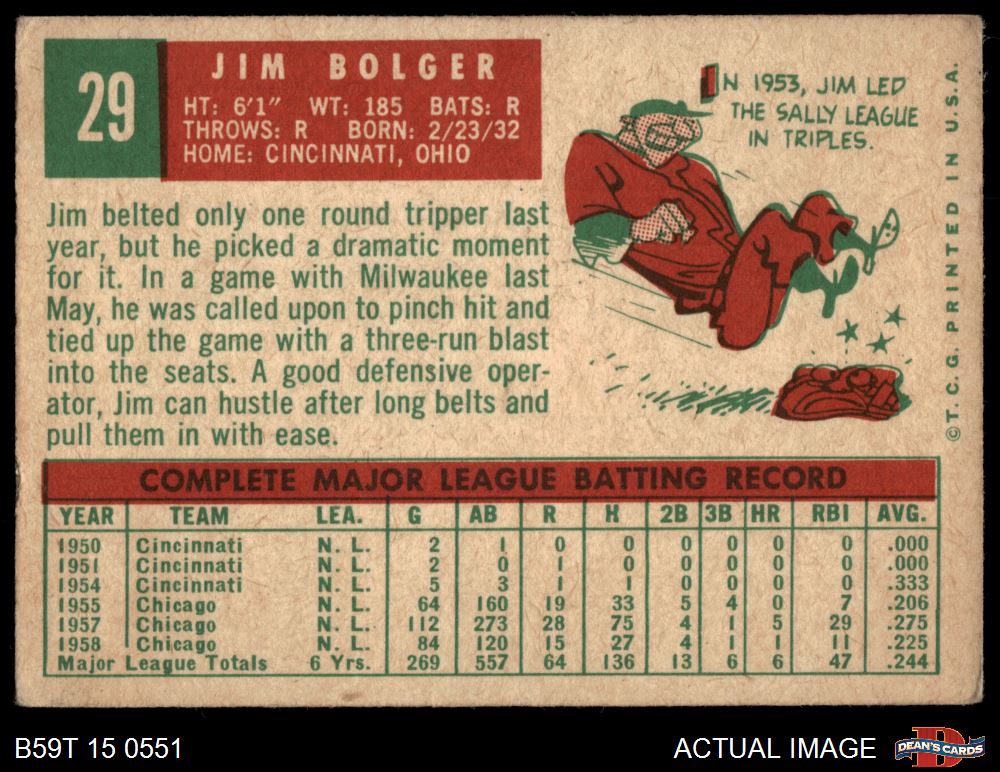 29
JIM BOLGER
HT: 6'1" WT: 185 BATS: R
THROWS: R BORN: 2/23/32
HOME: CINCINNATI, OHIO
IN 1953, JIM LED
THE SALLY LEAGUE
IN TRIPLES.
Jim belted only one round tripper last
year, but he picked a dramatic moment
for it. In a game with Milwaukee last
May, he was called upon to pinch hit and
tied up the game with a three-run blast
into the seats. A good defensive oper-
ator, Jim can hustle after long belts and
pull them in with ease.
©T.C.G. PRINTED IN U.S.A.
COMPLETE MAJOR LEAGUE BATTING RECORD
YEAR TEAM LEA. G AB R H 2B 3B HR RBI AVG.
1950 Cincinnati N. L. 2 1 0 0 0 0 0 0 .000
1951 Cincinnati N. L. 2 0 1 0 0 0 0 0 .000
1954 Cincinnati N. L. 5 3 1 1 0 0 0 0 .333
1955 Chicago N. L. 64 160 19 33 5 4 0 7 .206
1957 Chicago N. L. 112 273 28 75 4 1 5 29 .275
1958 Chicago N. L. 84 120 15 27 4 1 1 11 .225
Major League Totals 6 Yrs. 269 557 64 136 13 6 6 47 .244
B59T 15 0551
ACTUAL IMAGE
DEAN'S CARDS